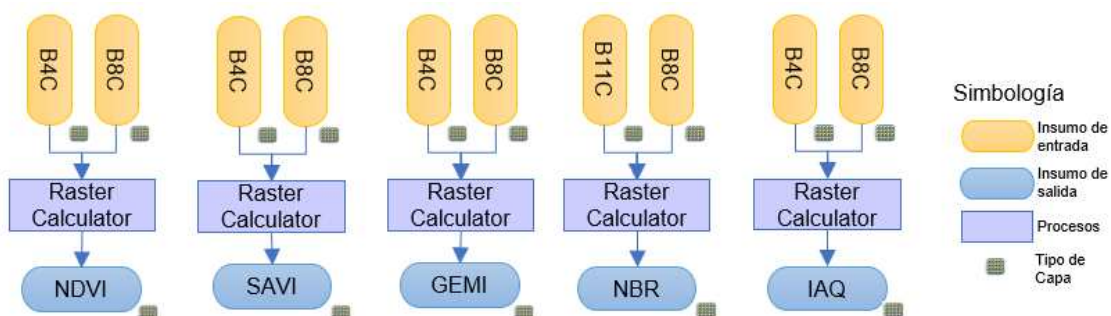 B4C
B8C
B4C
B8C
B4C
B8C
B11C
B8C
B4C
B8C
Raster
Calculator
Raster
Calculator
Raster
Calculator
Raster
Calculator
Raster
Calculator
NDVI
SAVI
GEMI
NBR
IAQ
Simbología
Insumo de
entrada
Insumo de
salida
Procesos
Tipo de
Capa